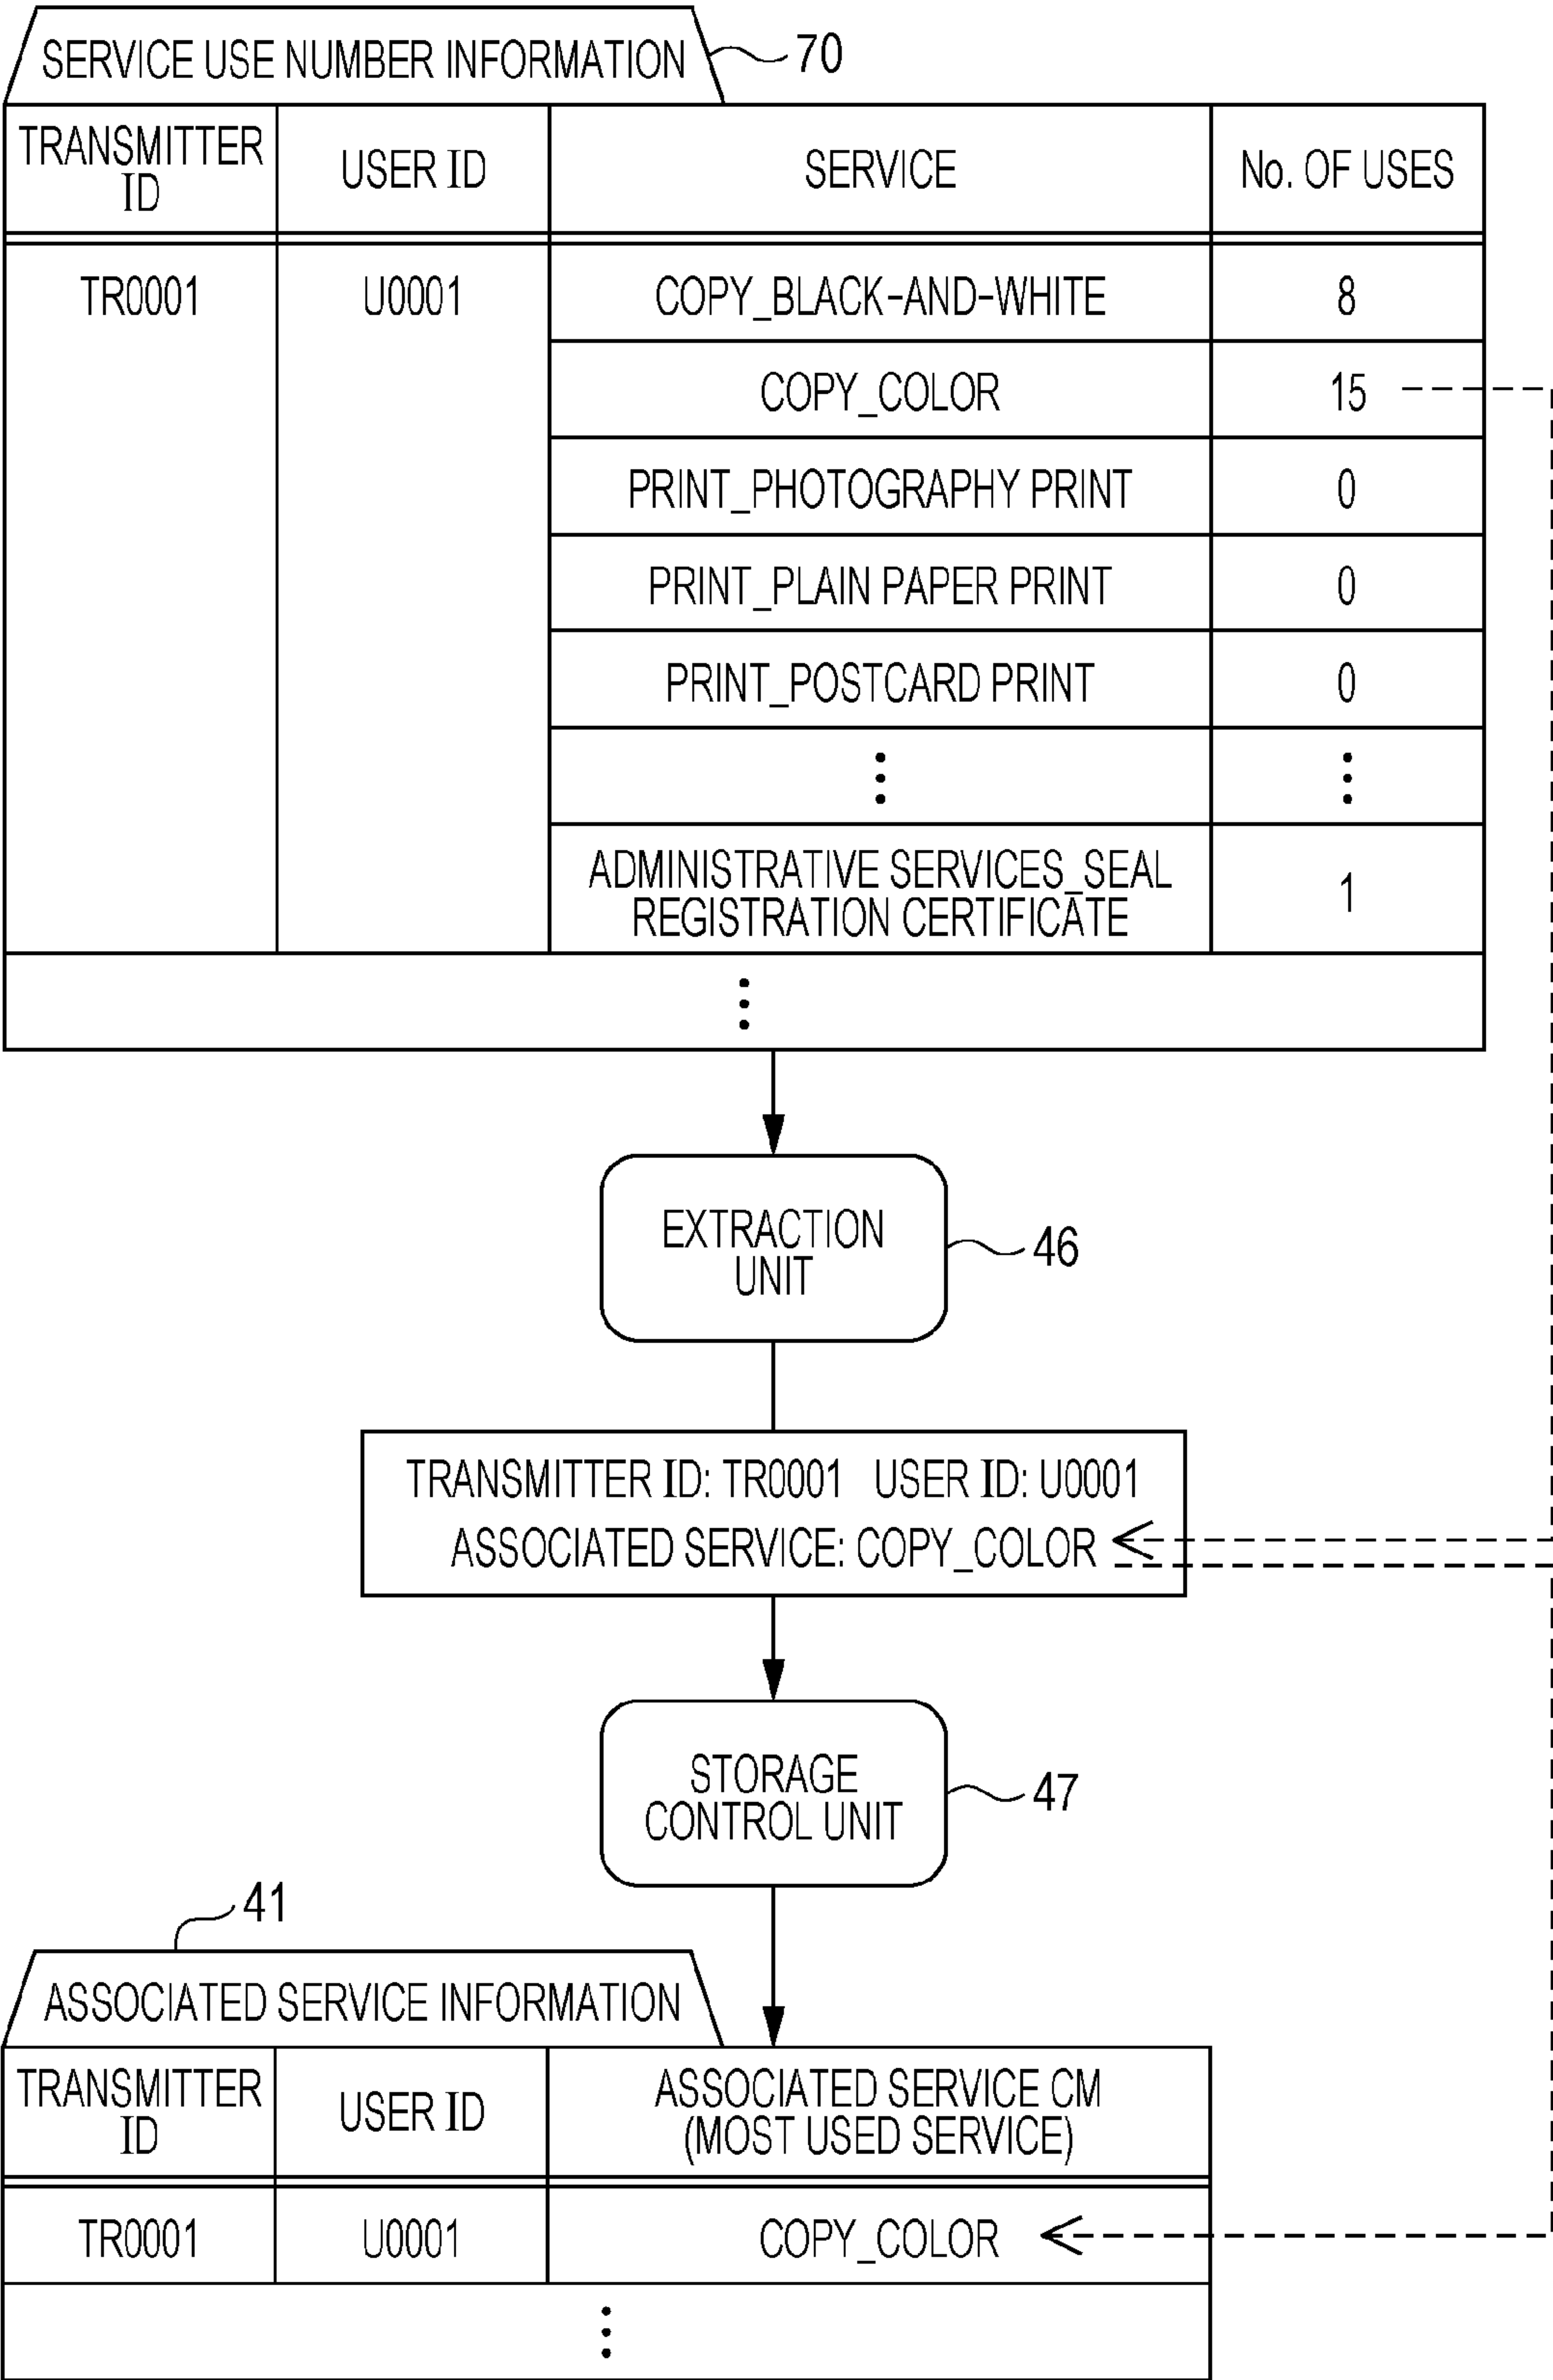 SERVICE USE NUMBER INFORMATION
70
TRANSMITTER
ID
USER ID
SERVICE
No. OF USES
TR0001
U0001
COPY_BLACK-AND-WHITE
8
COPY_COLOR
15
PRINT_PHOTOGRAPHY PRINT
0
PRINT_PLAIN PAPER PRINT
0
PRINT_POSTCARD PRINT
0
ADMINISTRATIVE SERVICES_SEAL
REGISTRATION CERTIFICATE
1
EXTRACTION
UNIT
46
TRANSMITTER ID: TR0001 USER ID: U0001
ASSOCIATED SERVICE: COPY_COLOR
STORAGE
CONTROL UNIT
47
41
ASSOCIATED SERVICE INFORMATION
TRANSMITTER
ID
USER ID
ASSOCIATED SERVICE CM
(MOST USED SERVICE)
TR0001
U0001
COPY_COLOR